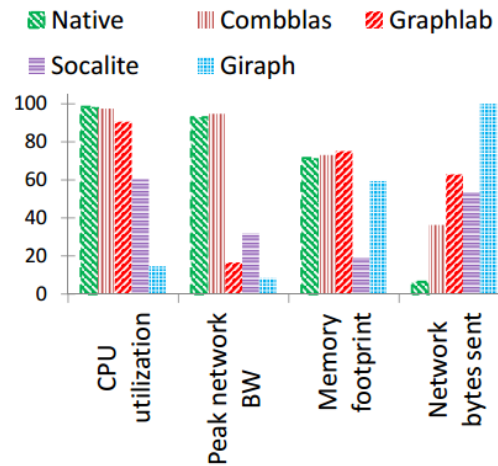 Native Combblas Graphlab
Socalite Giraph
100
80
60
40
20
0
CPU
utilization
Peak network
BW
Memory
footprint
Network
bytes sent